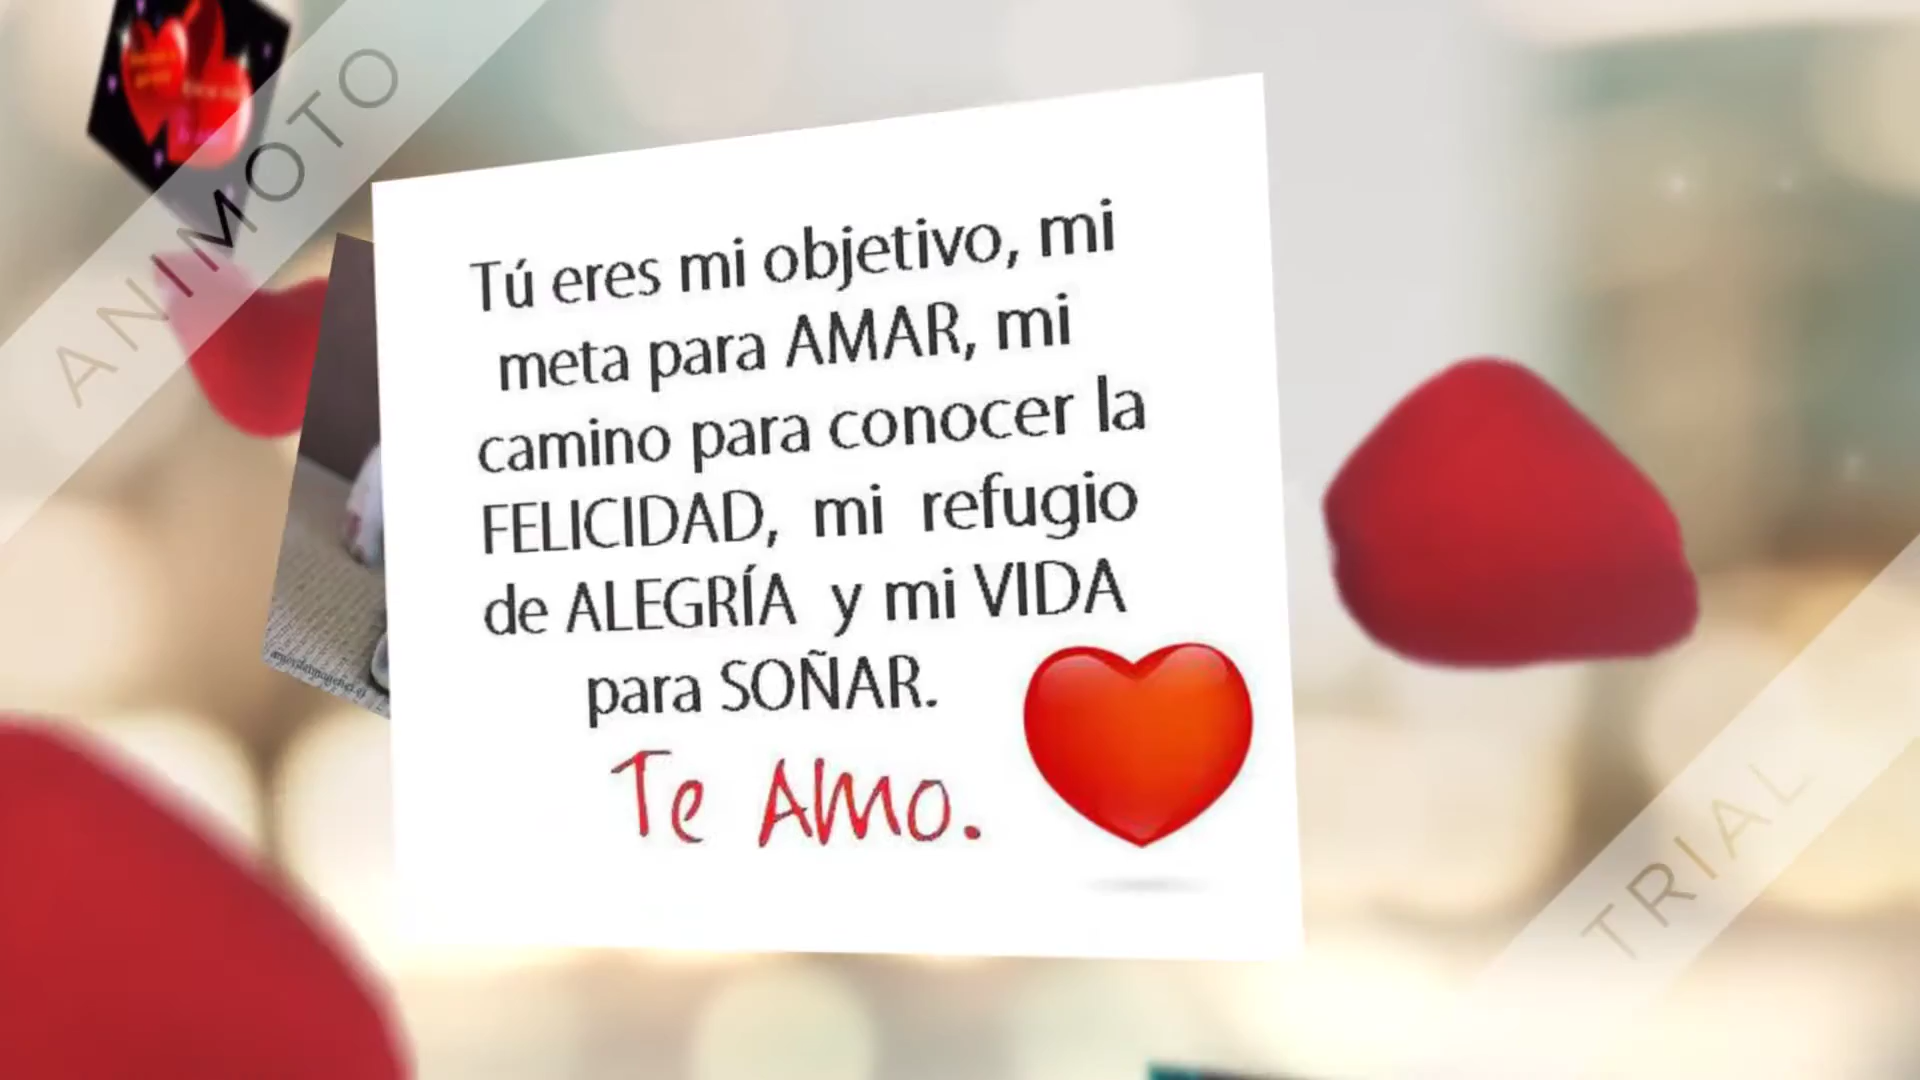 ANIMOTO
Tú eres mi objetivo, mi
meta para AMAR, mi
camino para conocer la
FELICIDAD, mi refugio
de ALEGRÍA y mi VIDA
para SOÑAR.
Te AMo.
TRIAL